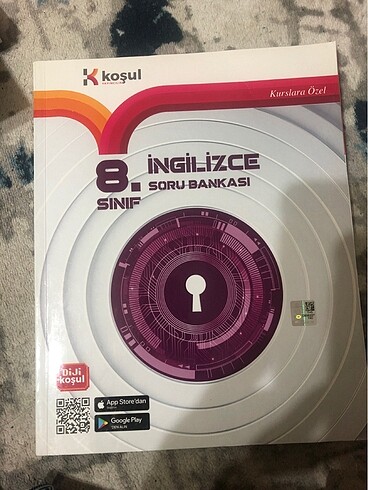 koşul
Kurslara Özel
8.
SINIF
İNGİLİZCE
SORU BANKASI
DiJi
koşul
App Store'dan
Google Play